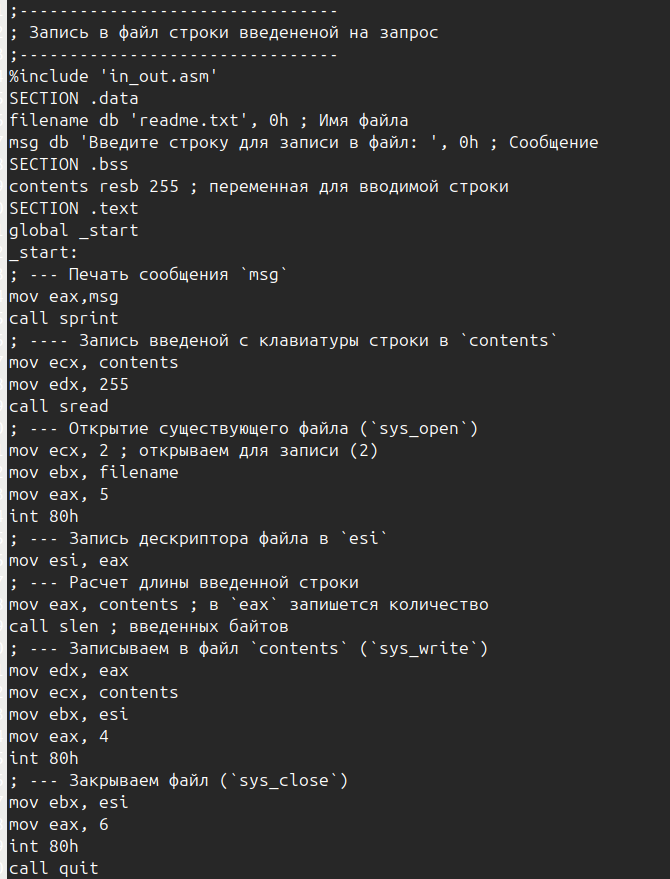 ;--------------------------------
; Запись в файл строки введененой на запрос
;--------------------------------
%include 'in_out.asm'
SECTION .data
filename db 'readme.txt', 0h ; Имя файла
msg db 'Введите строку для записи в файл: ', 0h ; Сообщение
SECTION .bss
contents resb 255 ; переменная для вводимой строки
SECTION .text
global _start
_start:
; --- Печать сообщения `msg`
mov eax,msg
call sprint
; ---- Запись введеной с клавиатуры строки в `contents`
mov ecx, contents
mov edx, 255
call sread
; --- Открытие существующего файла (`sys_open`)
mov ecx, 2 ; открываем для записи (2)
mov ebx, filename
mov eax, 5
int 80h
; --- Запись дескриптора файла в `esi`
mov esi, eax
; --- Расчет длины введенной строки
mov eax, contents ; в `eax` запишется количество
call slen ; введенных байтов
; --- Записываем в файл `contents` (`sys_write`)
mov edx, eax
mov ecx, contents
mov ebx, esi
mov eax, 4
int 80h
; --- Закрываем файл (`sys_close`)
mov ebx, esi
mov eax, 6
int 80h
call quit